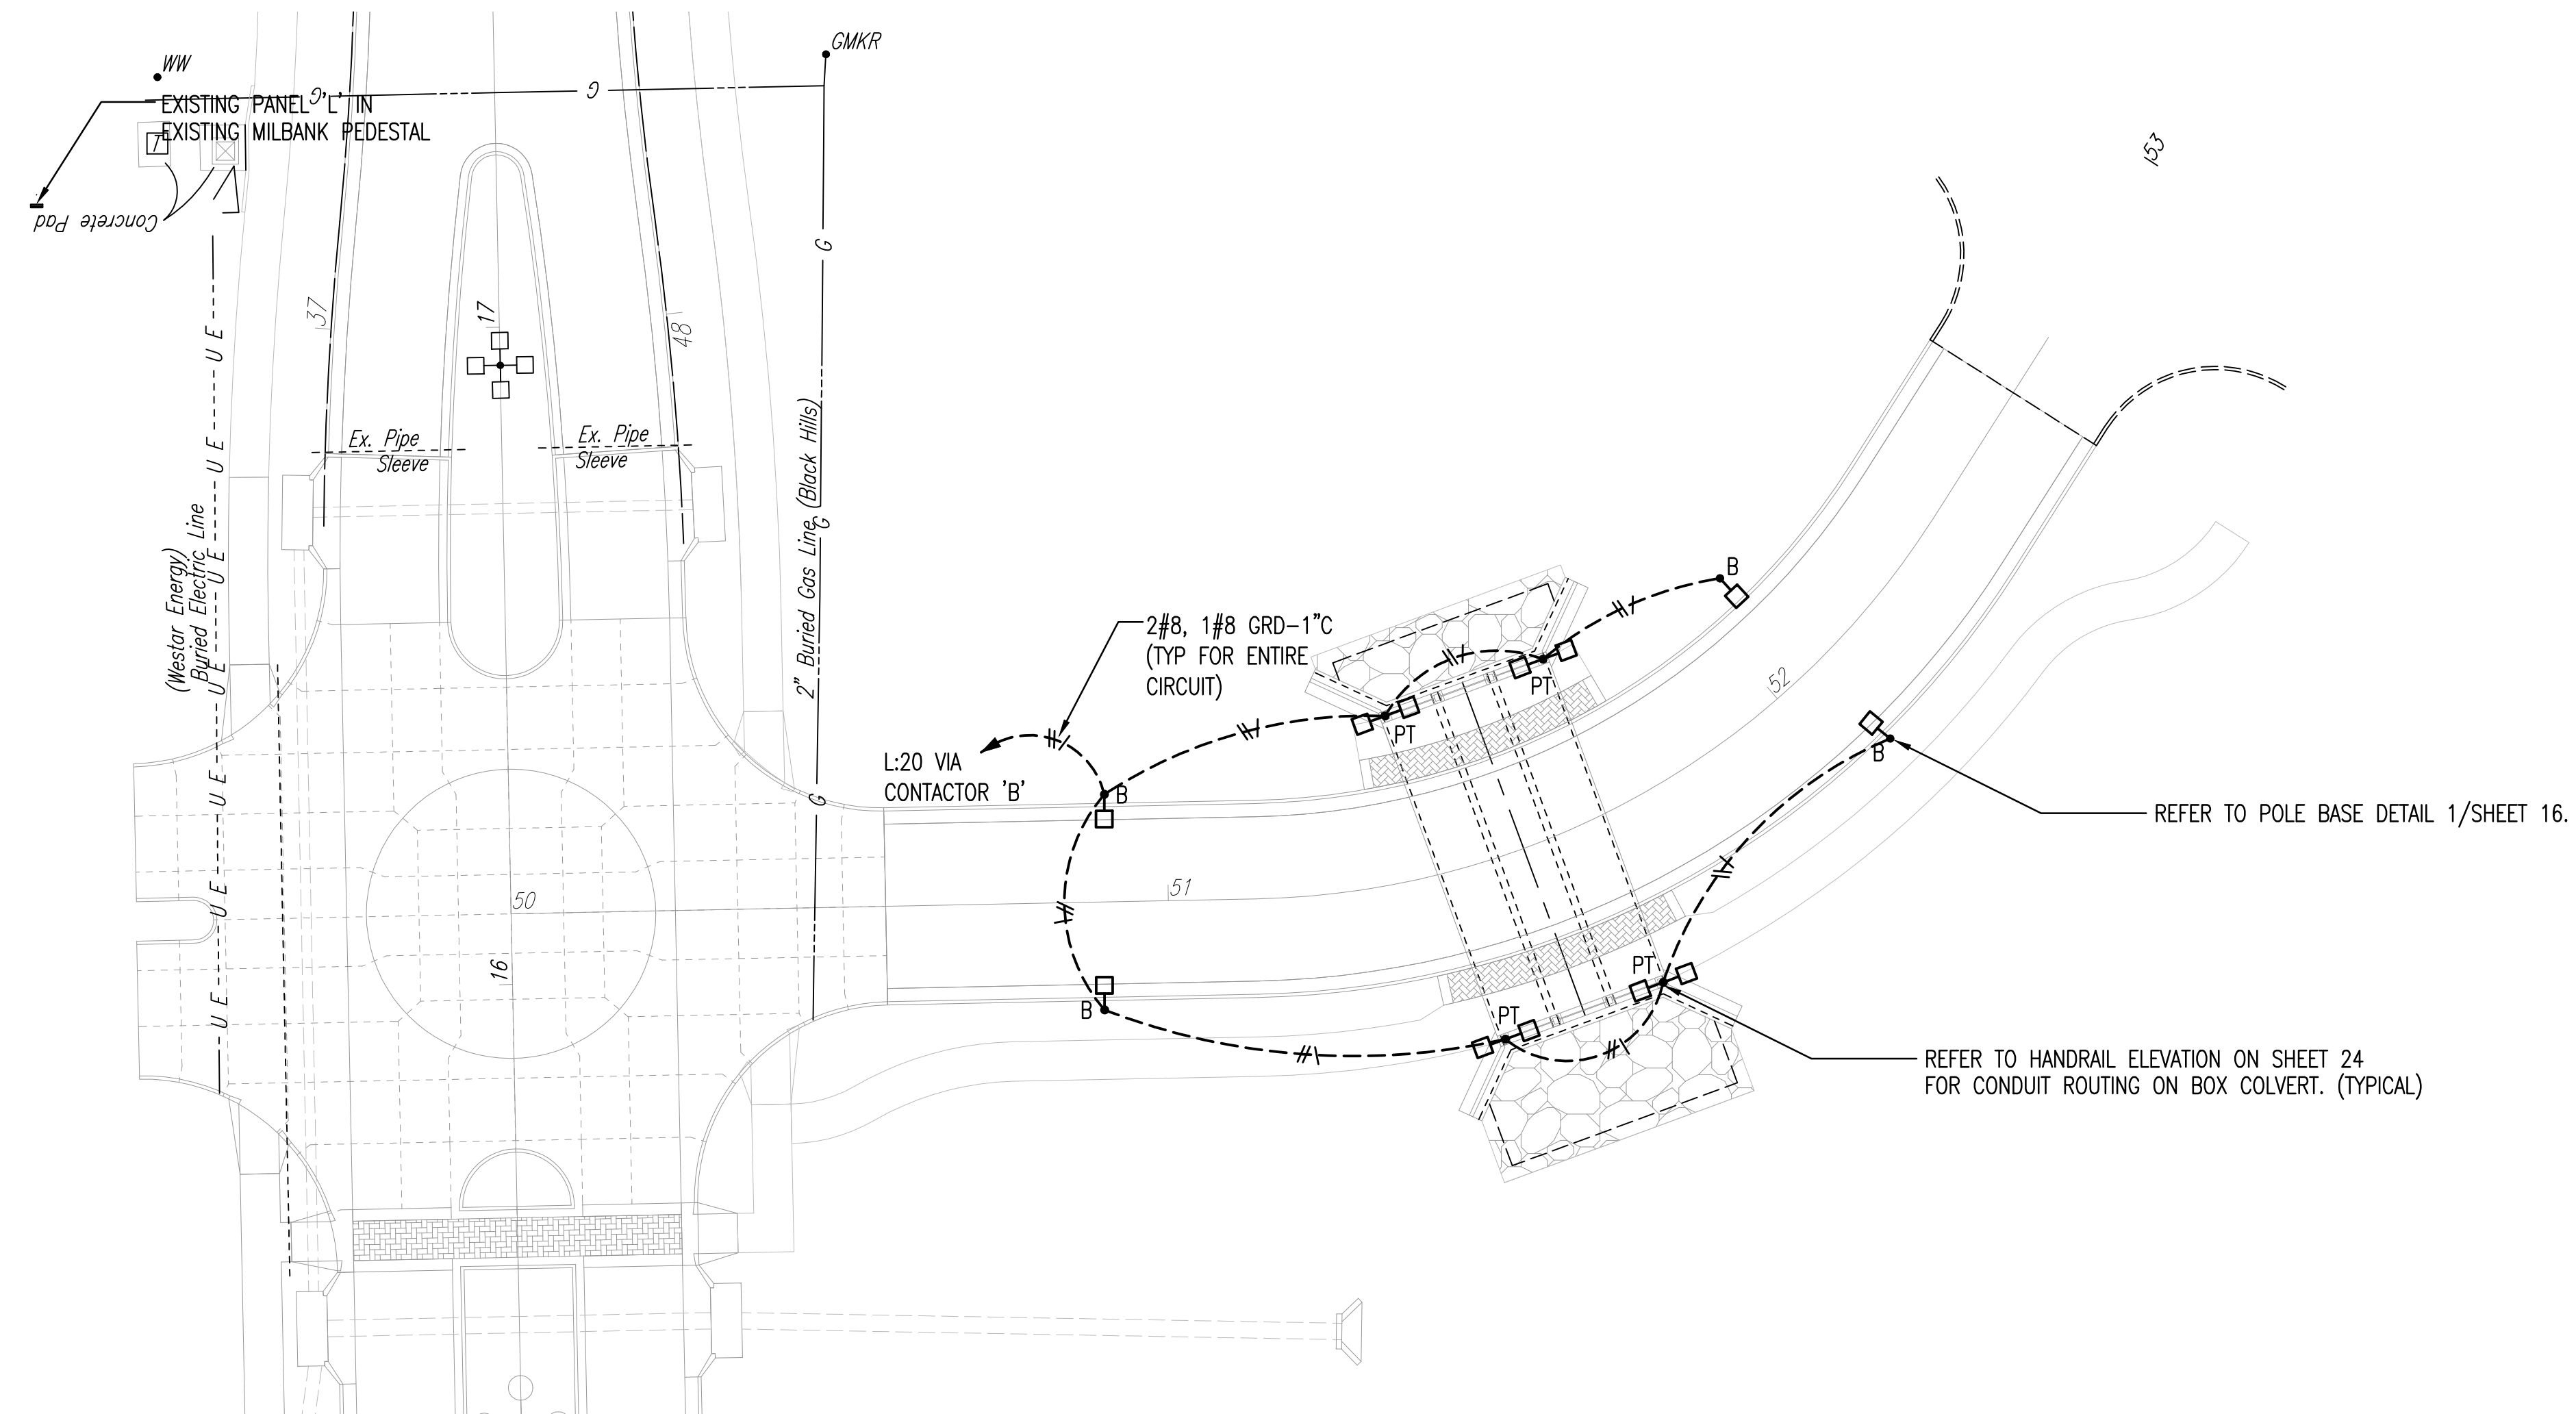 WW
GMKR
EXISTING PANEL 'L' IN
EXISTING MILBANK PEDESTAL
G
G
T
Concrete Pad
53
G
37
17
48
U E
U E
U E
U E
U E
U E
U E
U E
Ex. Pipe
Sleeve
Ex. Pipe
Sleeve
(Westar Energy)
Buried Electric Line
2" Buried Gas Line (Black Hills)
G
G
2#8, 1#8 GRD-1"C
(TYP FOR ENTIRE
CIRCUIT)
B
PT
PT
52
B
L:20 VIA
CONTACTOR 'B'
B
REFER TO POLE BASE DETAIL 1/SHEET 16.
50
51
16
B
PT
PT
REFER TO HANDRAIL ELEVATION ON SHEET 24
FOR CONDUIT ROUTING ON BOX COLVERT. (TYPICAL)